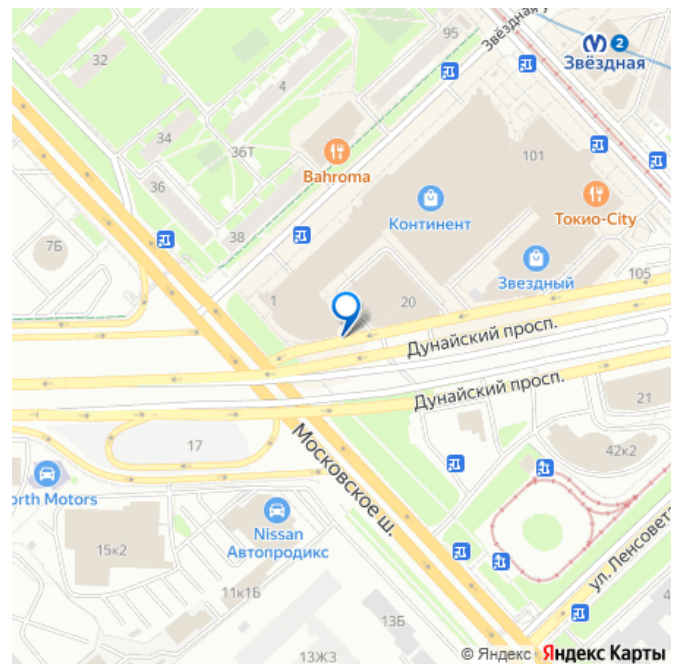 32
95
Звёздная у
2
Звёздная
4
34
36Т
Bahroma
101
36
Континент
Токио-City
38
7Б
Звездный
105
1
20
Дунайский просп.
Дунайский просп.
21
17
Московское ш.
42к2
orth Motors
Nissan
Автопродикс
15к2
ул. Ленсовета
11к1Б
13Б
4
13Ж3
© Яндекс Яндекс Карты